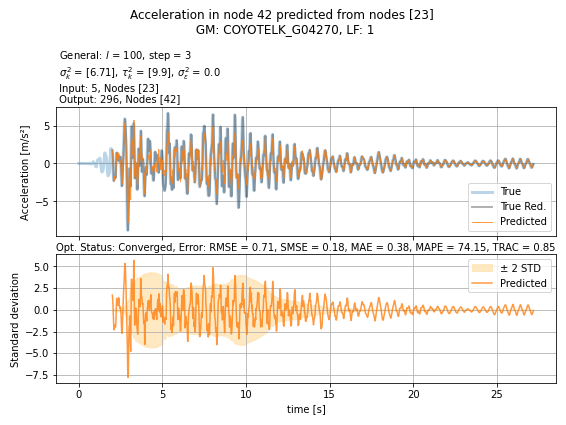 Acceleration in node 42 predicted from nodes [23]
GM: COYOTELK_G04270, LF: 1
General: l = 100, step = 3
σ²ₖ = [6.71], τ²ₖ = [9.9], σ²ₑ = 0.0
Input: 5, Nodes [23]
Output: 296, Nodes [42]
Acceleration [m/s²]
5
0
−5
True
True Red.
Predicted
Opt. Status: Converged, Error: RMSE = 0.71, SMSE = 0.18, MAE = 0.38, MAPE = 74.15, TRAC = 0.85
Standard deviation
5.0
2.5
0.0
−2.5
−5.0
−7.5
± 2 STD
Predicted
0 5 10 15 20 25
time [s]